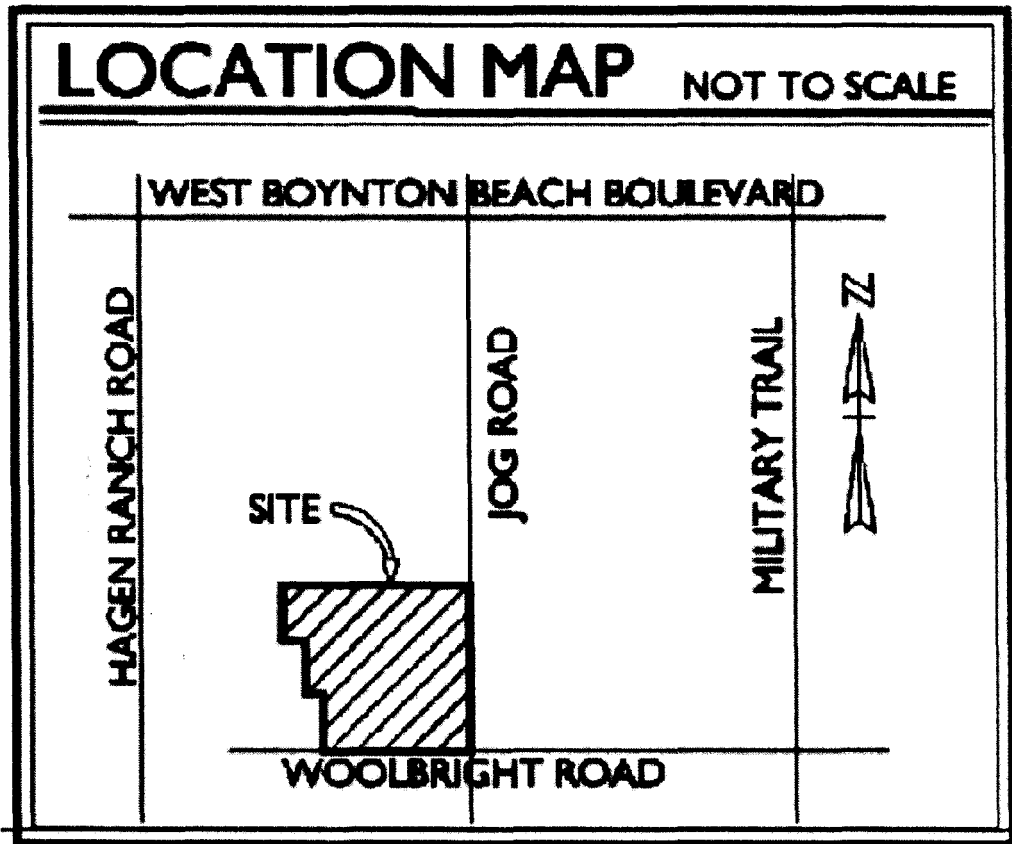 LOCATION MAP NOT TO SCALE
WEST BOYNTON BEACH BOULEVARD
HAGEN RANCH ROAD
JOG ROAD
MILITARY TRAIL
N
SITE
WOOLBRIGHT ROAD